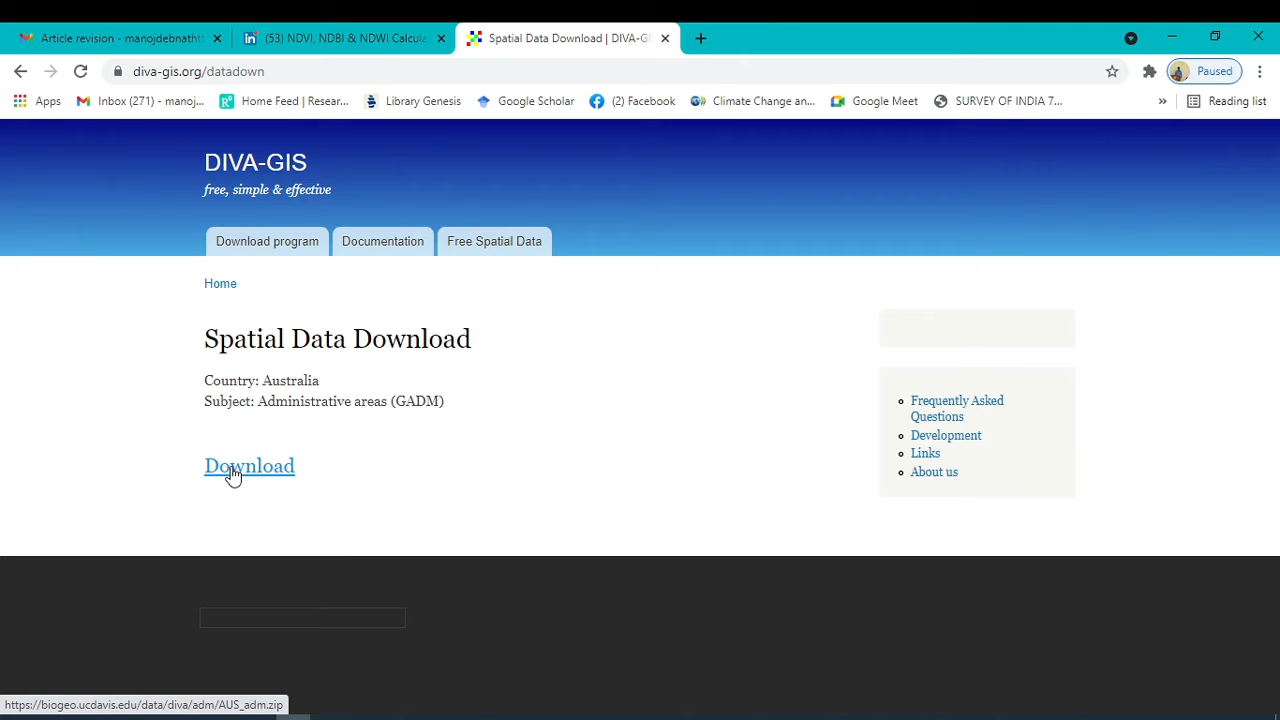 Article revision - manojdebnatht
(53) NDVI, NDBI & NDWI Calcula
Spatial Data Download | DIVA-G
diva-gis.org/datadown
Paused
Apps
Inbox (271) - manoj...
Home Feed | Resear...
Library Genesis
Google Scholar
(2) Facebook
Climate Change an...
Google Meet
SURVEY OF INDIA 7...
»
Reading list
DIVA-GIS
free, simple & effective
Download program
Documentation
Free Spatial Data
Home
Spatial Data Download
Country: Australia
Subject: Administrative areas (GADM)
Download
Frequently Asked
Questions
Development
Links
About us
https://biogeo.ucdavis.edu/data/diva/adm/AUS_adm.zip